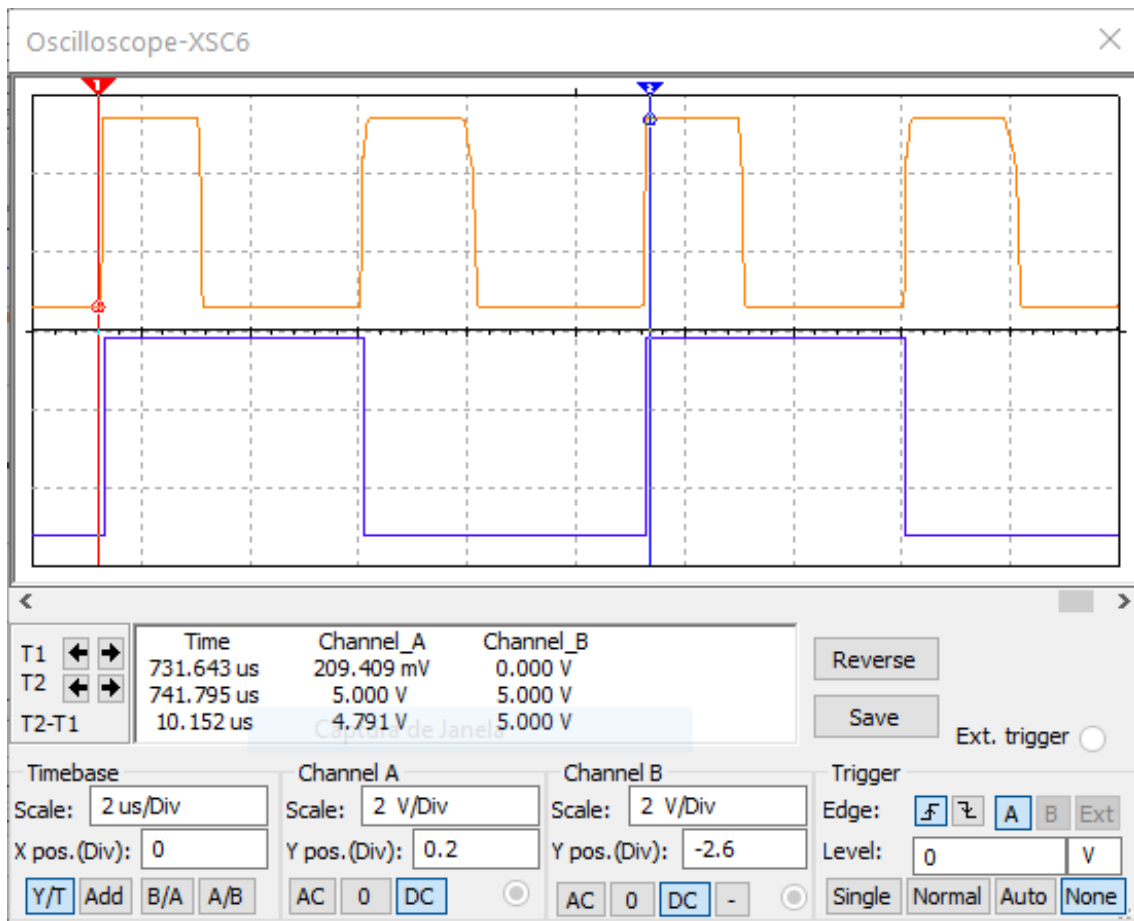 Oscilloscope-XSC6
1
2
Time Channel_A Channel_B
T1 731.643 us 209.409 mV 0.000 V
T2 741.795 us 5.000 V 5.000 V
T2-T1 10.152 us 4.791 V 5.000 V
Captura de Janela
Reverse
Save
Ext. trigger
Timebase Channel A Channel B Trigger
Scale: 2 us/Div Scale: 2 V/Div Scale: 2 V/Div Edge: A B Ext
X pos.(Div): 0 Y pos.(Div): 0.2 Y pos.(Div): -2.6 Level: 0 V
Y/T Add B/A A/B AC 0 DC AC 0 DC - Single Normal Auto None